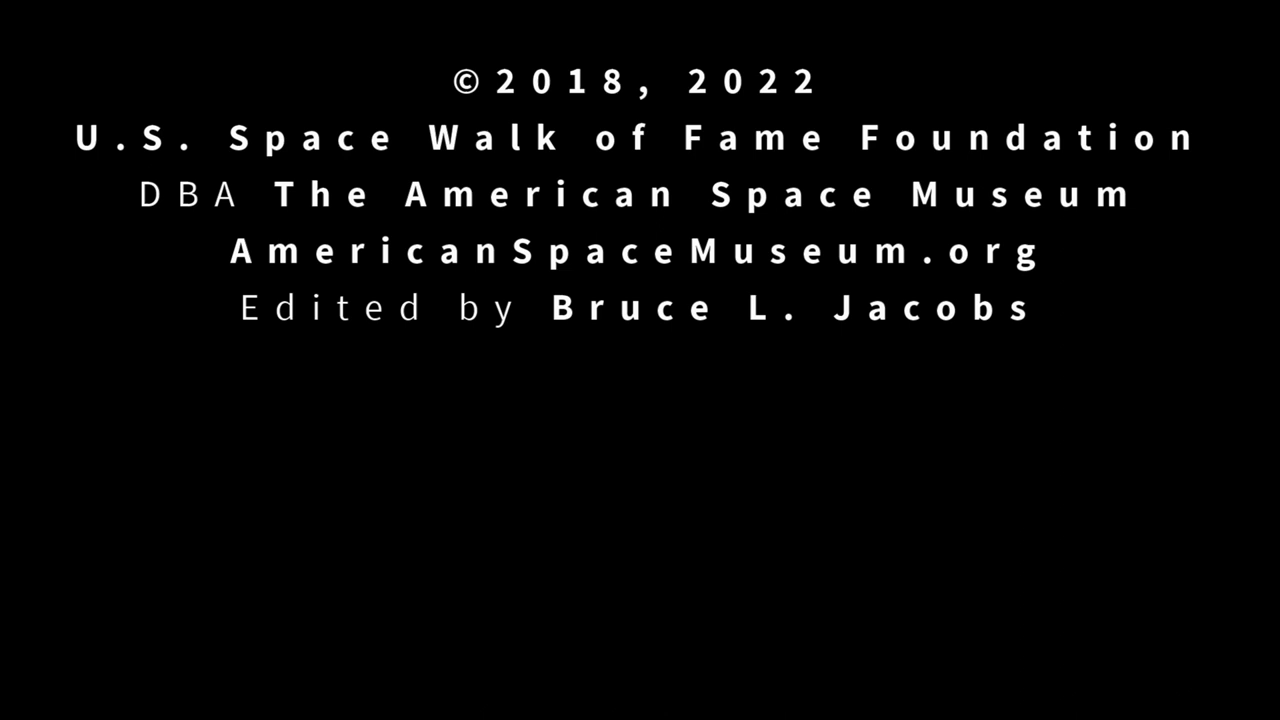 ©2018, 2022
U.S. Space Walk of Fame Foundation
DBA The American Space Museum
AmericanSpaceMuseum.org
Edited by Bruce L. Jacobs